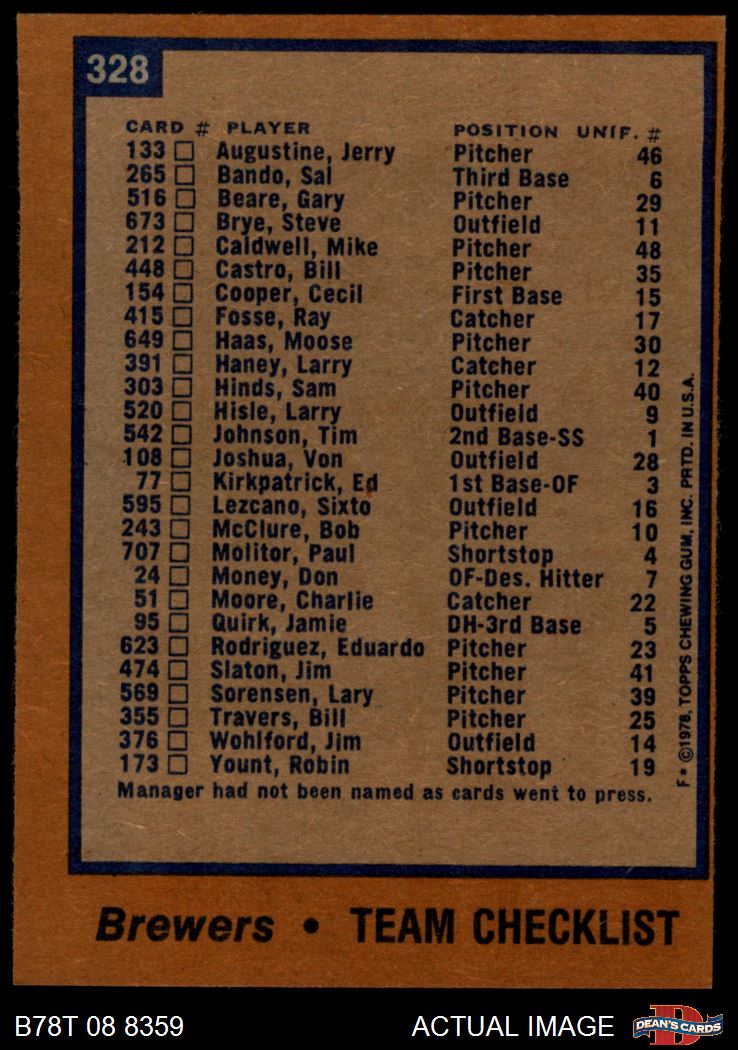 328
CARD # PLAYER POSITION UNIF. #
133 Augustine, Jerry Pitcher 46
265 Bando, Sal Third Base 6
516 Beare, Gary Pitcher 29
673 Brye, Steve Outfield 11
212 Caldwell, Mike Pitcher 48
448 Castro, Bill Pitcher 35
154 Cooper, Cecil First Base 15
415 Fosse, Ray Catcher 17
649 Haas, Moose Pitcher 30
391 Haney, Larry Catcher 12
303 Hinds, Sam Pitcher 40
520 Hisle, Larry Outfield 9
542 Johnson, Tim 2nd Base-SS 1
108 Joshua, Von Outfield 28
77 Kirkpatrick, Ed 1st Base-OF 3
595 Lezcano, Sixto Outfield 16
243 McClure, Bob Pitcher 10
707 Molitor, Paul Shortstop 4
24 Money, Don OF-Des. Hitter 7
51 Moore, Charlie Catcher 22
95 Quirk, Jamie DH-3rd Base 5
623 Rodriguez, Eduardo Pitcher 23
474 Slaton, Jim Pitcher 41
569 Sorensen, Lary Pitcher 39
355 Travers, Bill Pitcher 25
376 Wohlford, Jim Outfield 14
173 Yount, Robin Shortstop 19
Manager had not been named as cards went to press.
F* ©1978, TOPPS CHEWING GUM, INC. PRTD. IN U.S.A.
Brewers • TEAM CHECKLIST
B78T 08 8359 ACTUAL IMAGE
D
DEAN'S CARDS